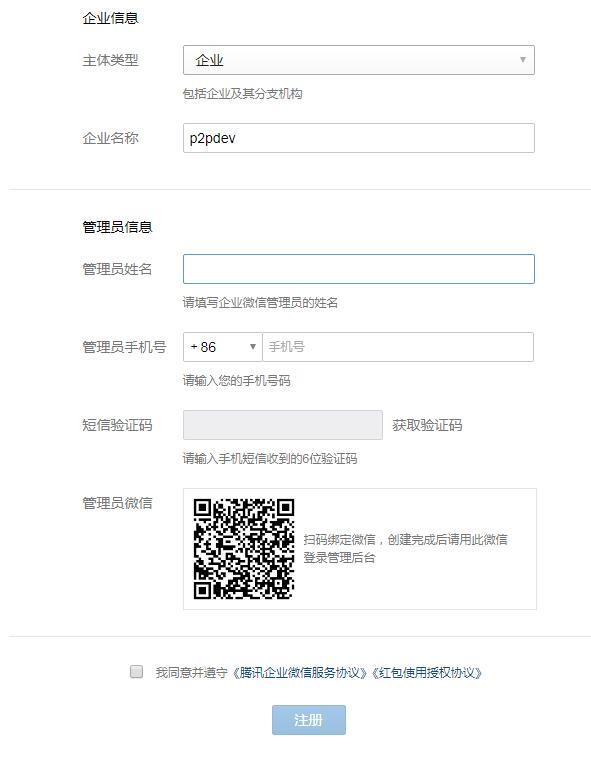 企业信息
主体类型 企业
包括企业及其分支机构
企业名称 p2pdev
管理员信息
管理员姓名
请填写企业微信管理员的姓名
管理员手机号 +86 手机号
请输入您的手机号码
短信验证码 获取验证码
请输入手机短信收到的6位验证码
管理员微信
扫码绑定微信，创建完成后请用此微信
登录管理后台
我同意并遵守《腾讯企业微信服务协议》《红包使用授权协议》
注册